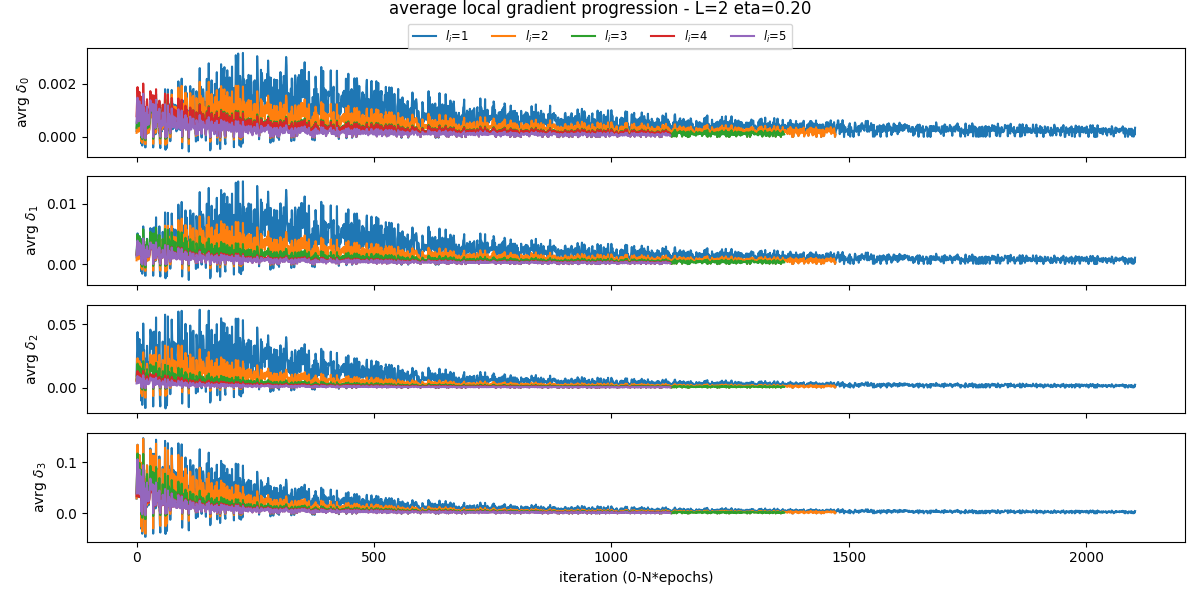 average local gradient progression - L=2 eta=0.20
l_i=1 l_i=2 l_i=3 l_i=4 l_i=5
avrg δ_0
0.002
0.000
avrg δ_1
0.01
0.00
avrg δ_2
0.05
0.00
avrg δ_3
0.1
0.0
0 500 1000 1500 2000
iteration (0-N*epochs)